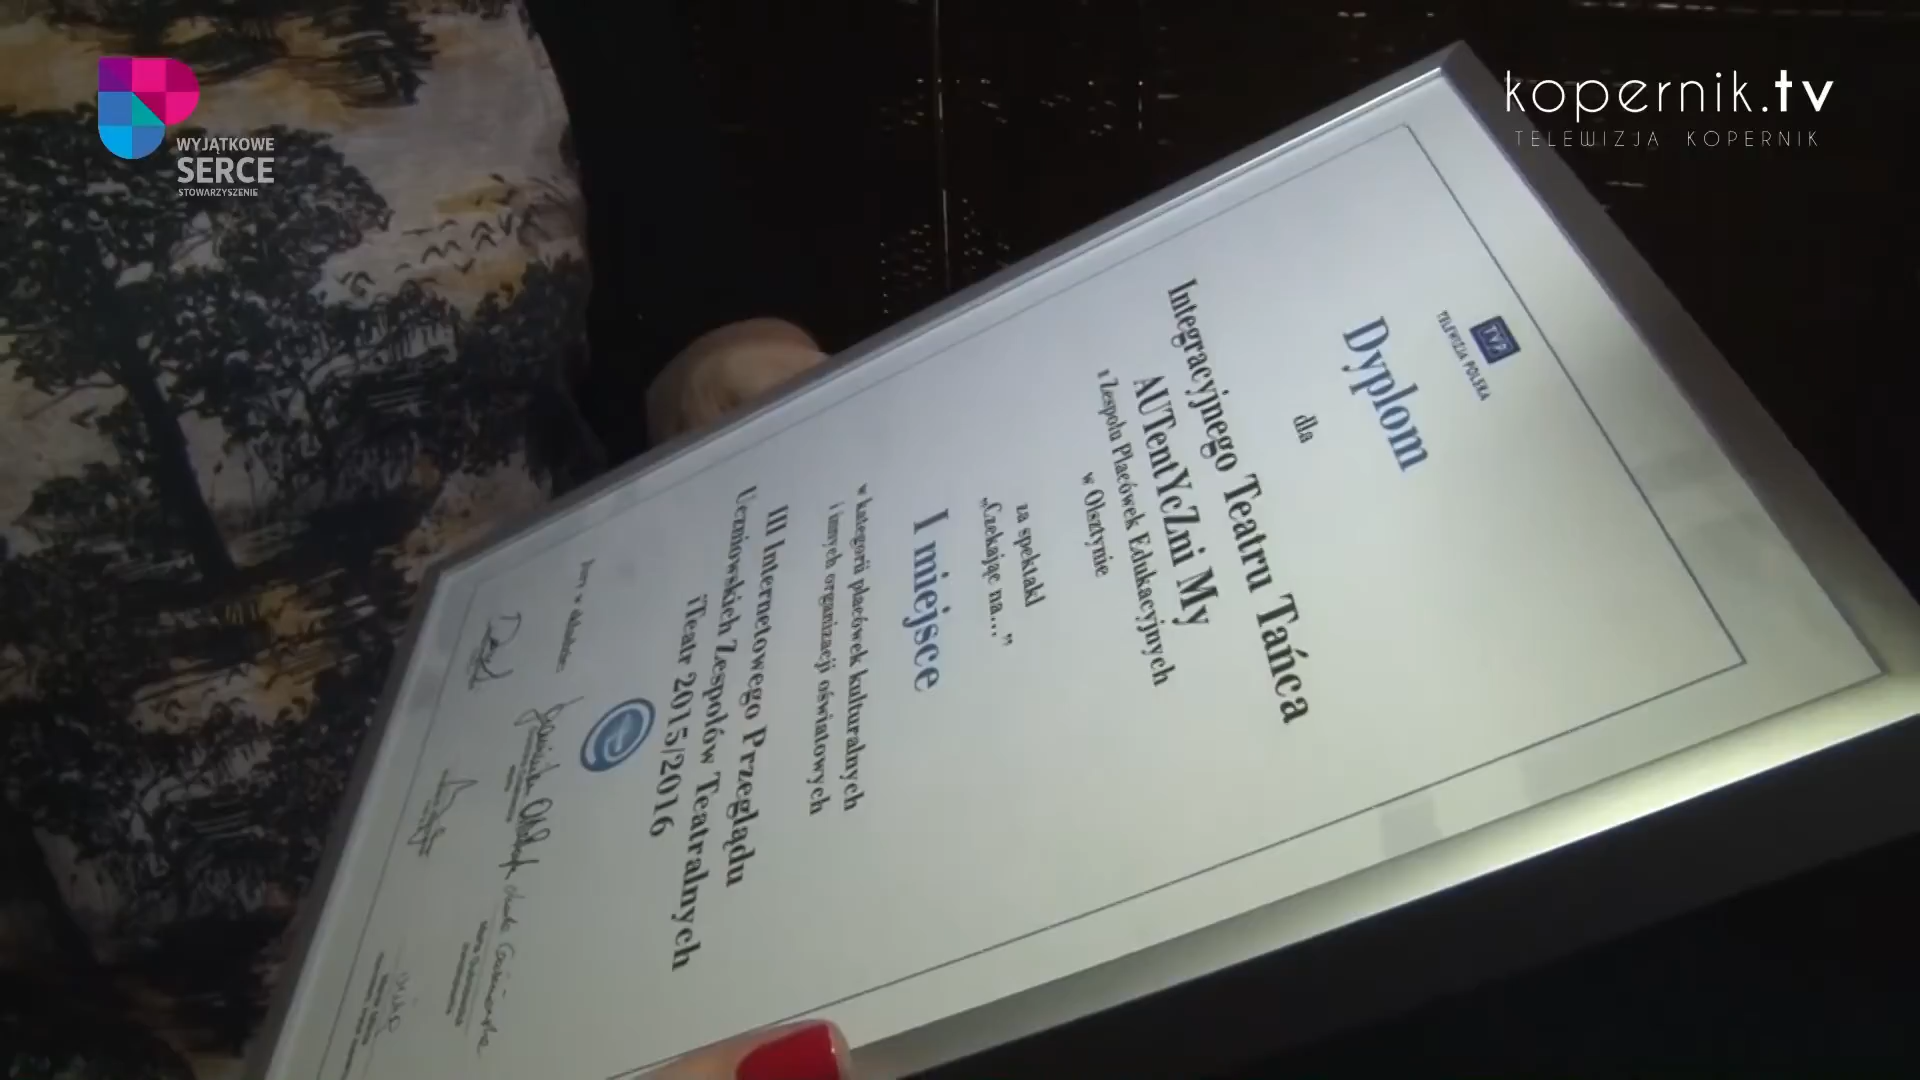 WYJĄTKOWE
SERCE
STOWARZYSZENIE
kopernik.tv
TELEWIZJA KOPERNIK
TVP
TELEWIZJA POLSKA
Dyplom
dla
Integracyjnego Teatru Tańca
AUTentYcZni My
z Zespołu Placówek Edukacyjnych
w Olsztynie
za spektakl
„Czekając na...”
I miejsce
w kategorii placówek kulturalnych
i innych organizacji oświatowych
III Internetowego Przeglądu
Uczniowskich Zespołów Teatralnych
iTeatr 2015/2016
Jury w składzie: